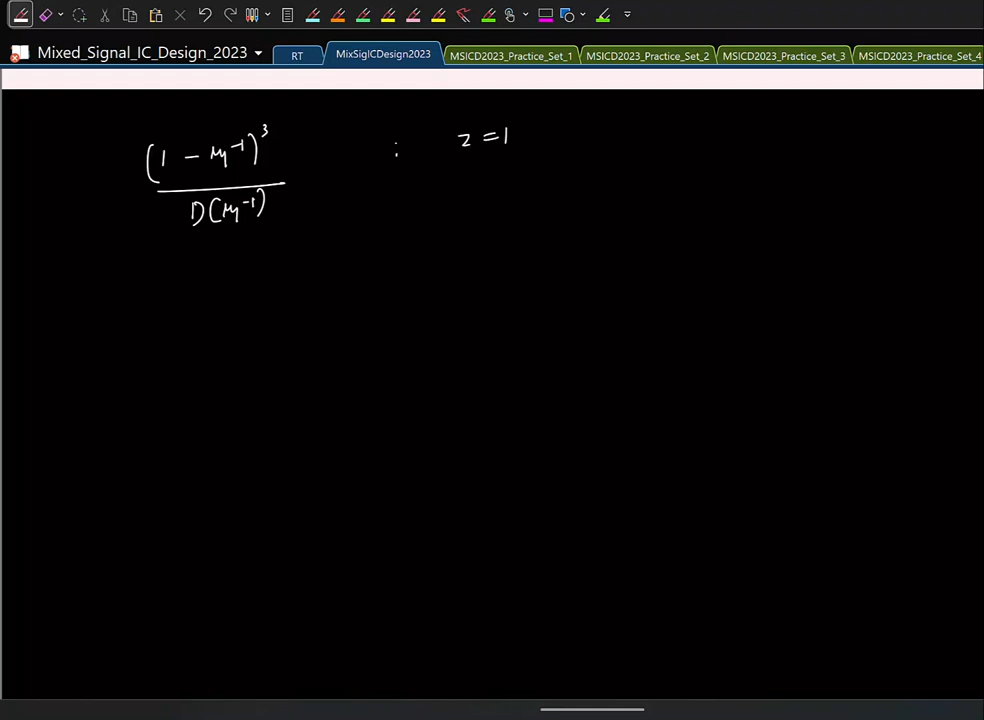 Mixed_Signal_IC_Design_2023
RT
MixSigICDesign2023
MSICD2023_Practice_Set_1
MSICD2023_Practice_Set_2
MSICD2023_Practice_Set_3
MSICD2023_Practice_Set_4
(1 - z^-1)^3 : z = 1
D(z^-1)